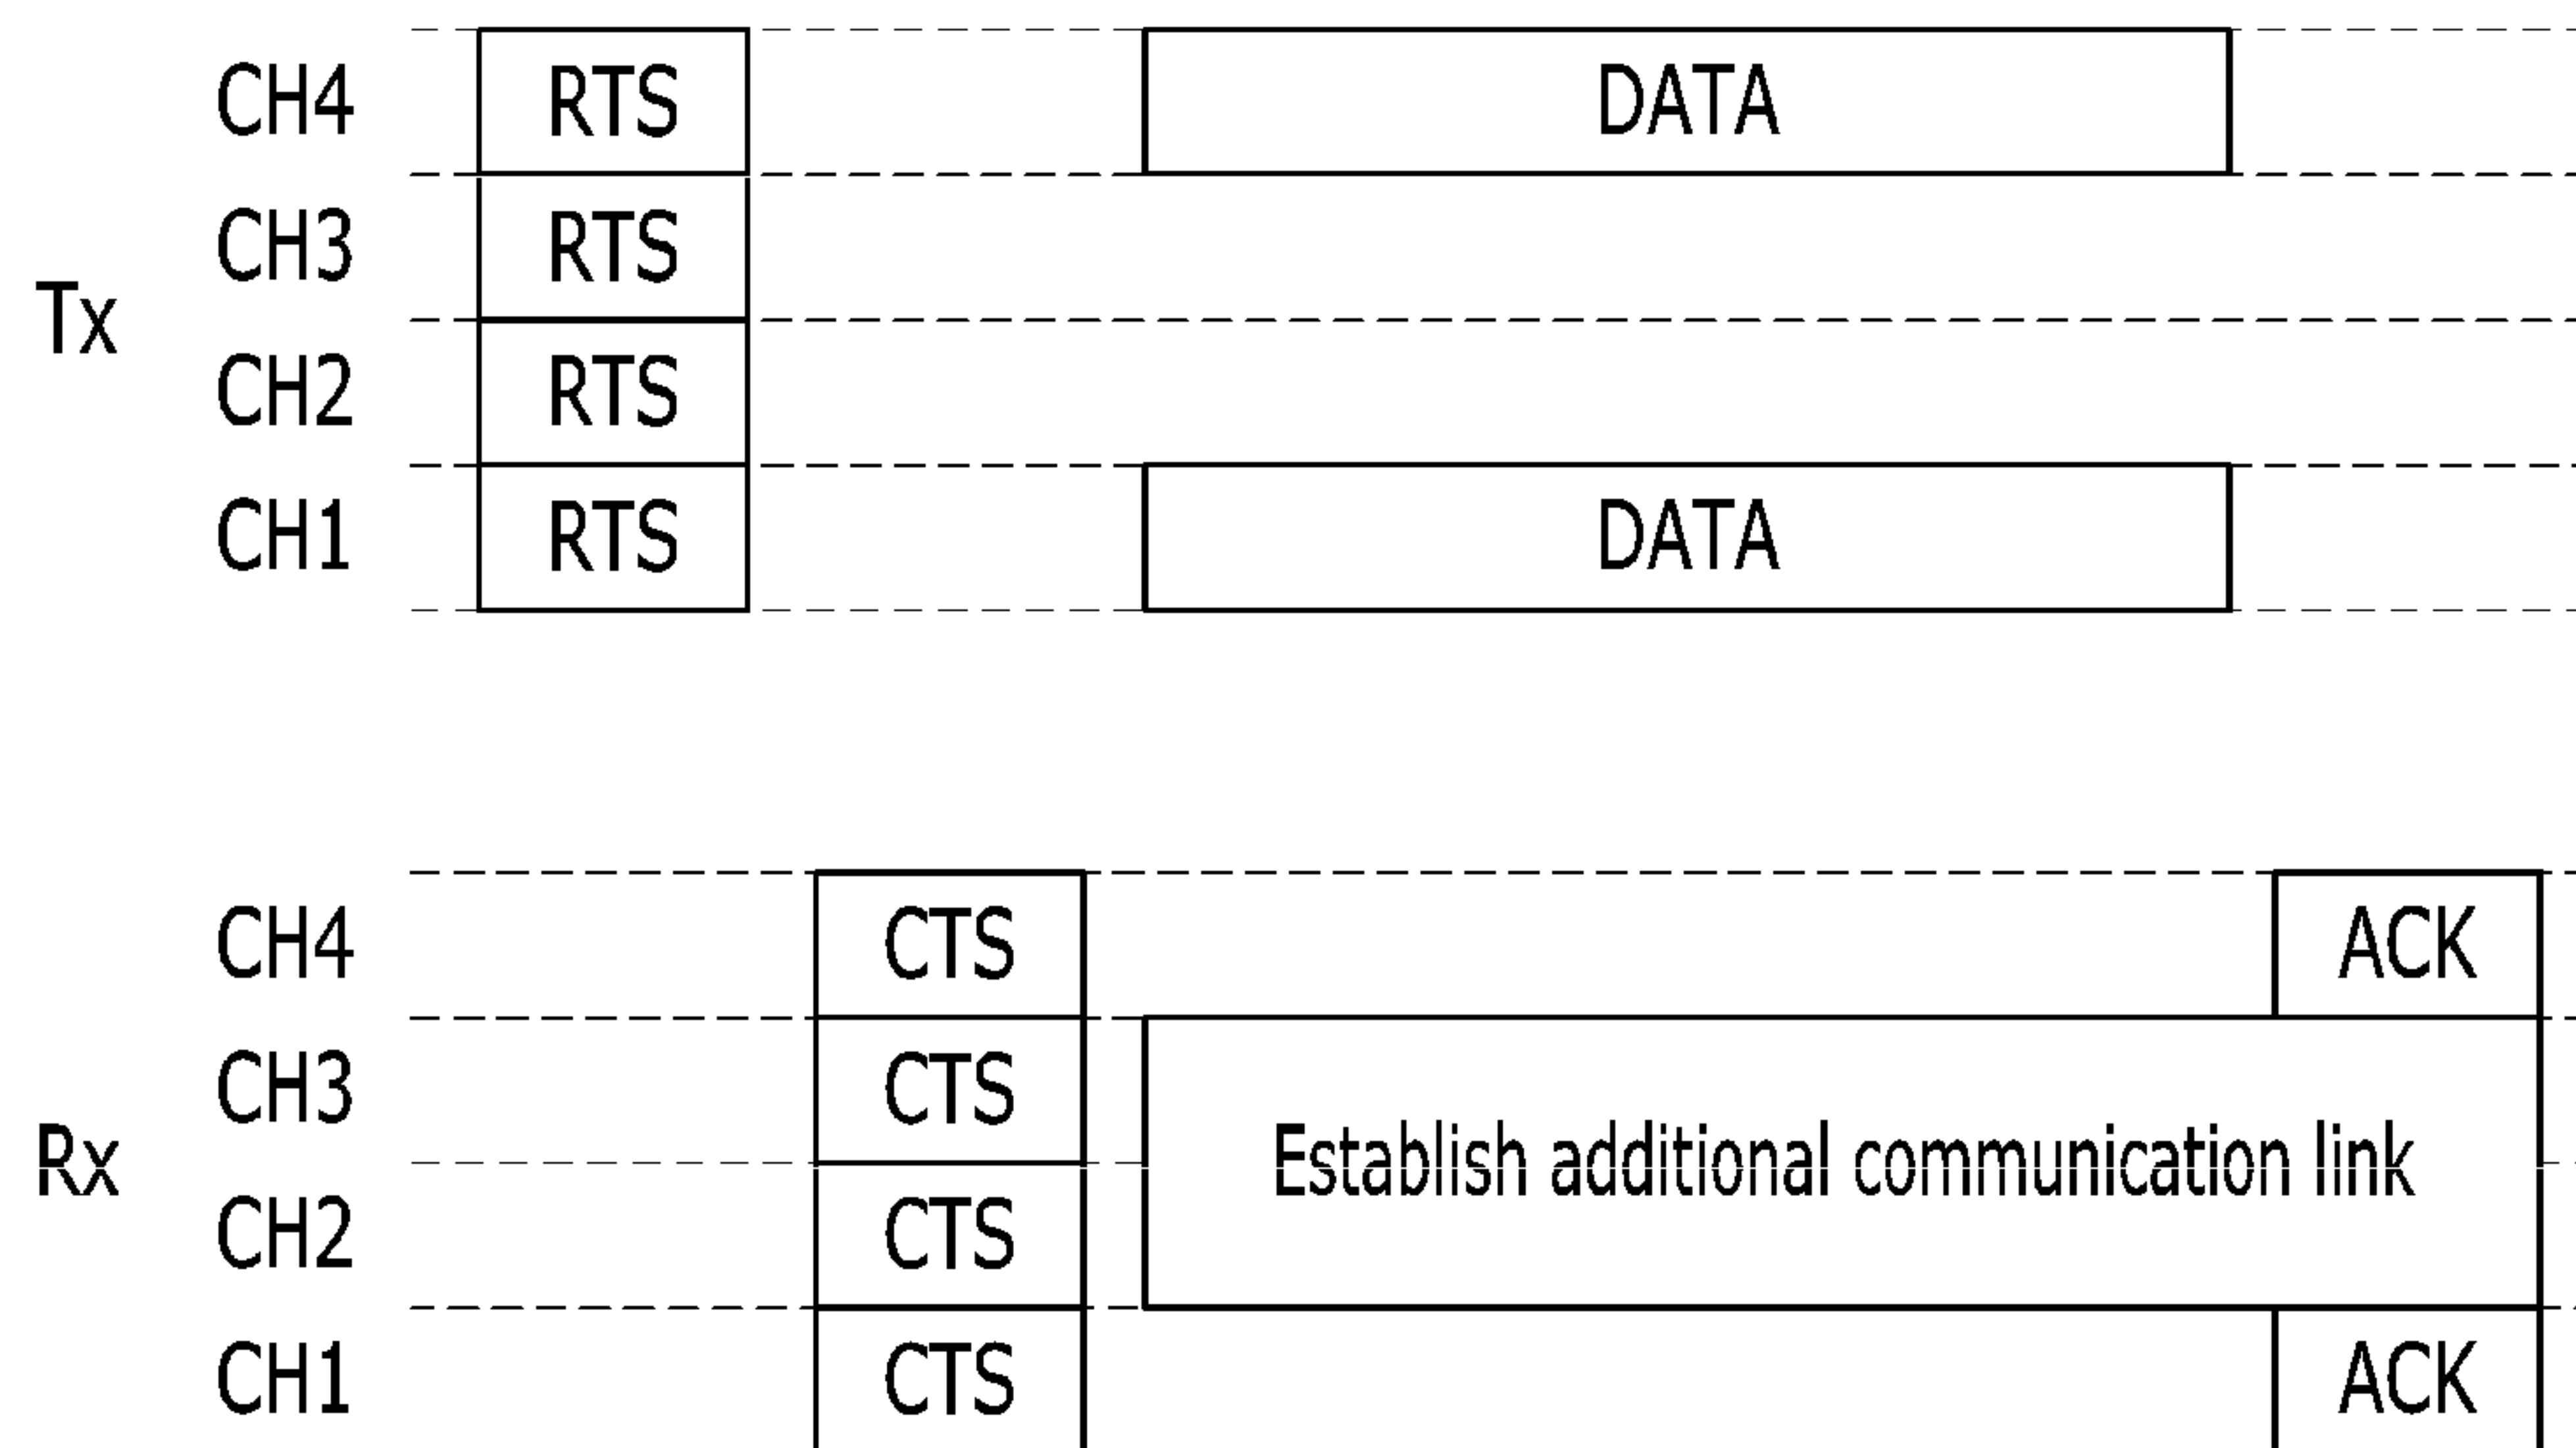 CH4 RTS DATA
CH3 RTS
Tx
CH2 RTS
CH1 RTS DATA
CH4 CTS ACK
CH3 CTS
Rx Establish additional communication link
CH2 CTS
CH1 CTS ACK